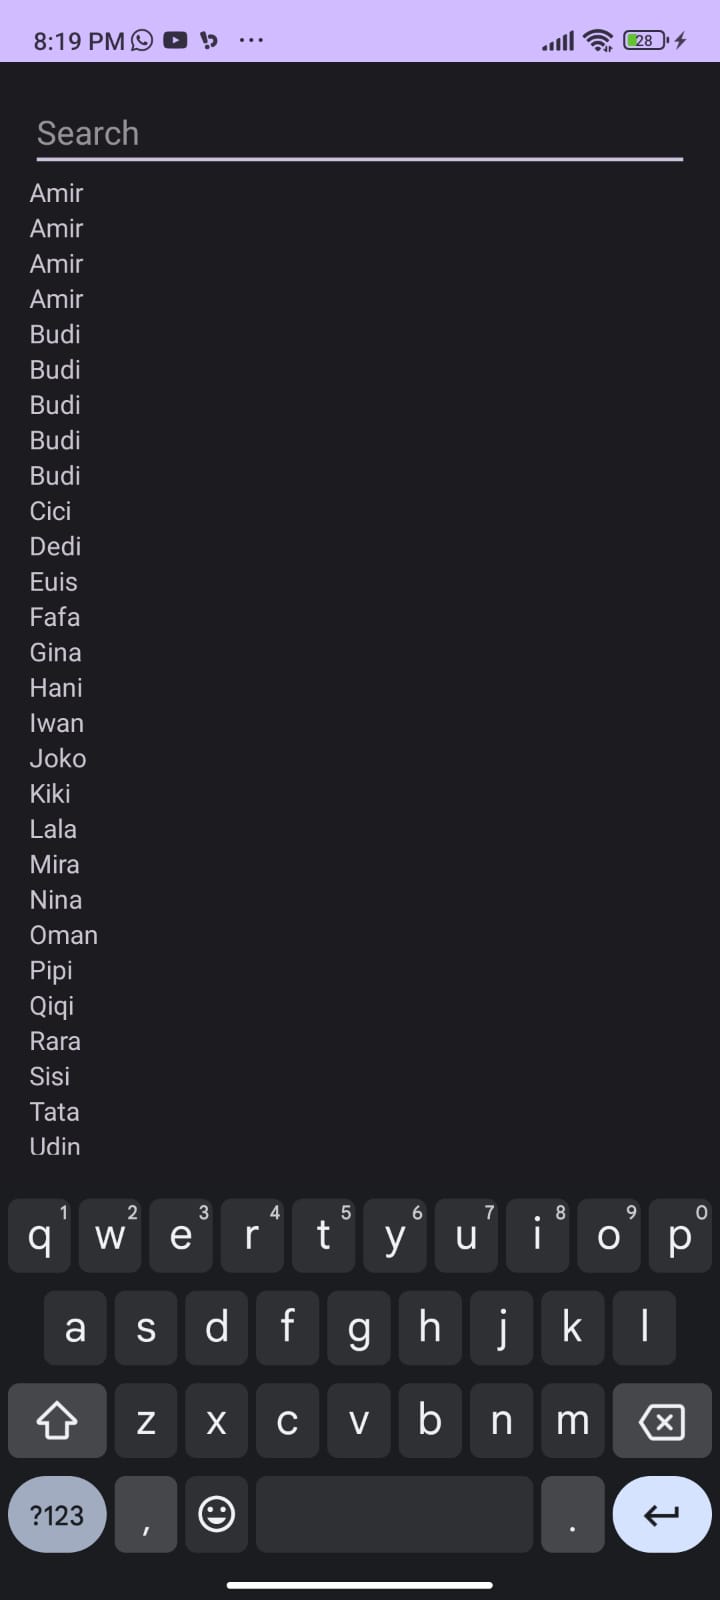 8:19 PM
28
Search
Amir
Amir
Amir
Amir
Budi
Budi
Budi
Budi
Budi
Cici
Dedi
Euis
Fafa
Gina
Hani
Iwan
Joko
Kiki
Lala
Mira
Nina
Oman
Pipi
Qiqi
Rara
Sisi
Tata
Udin
1 2 3 4 5 6 7 8 9 0
q w e r t y u i o p
a s d f g h j k l
z x c v b n m
?123 , .